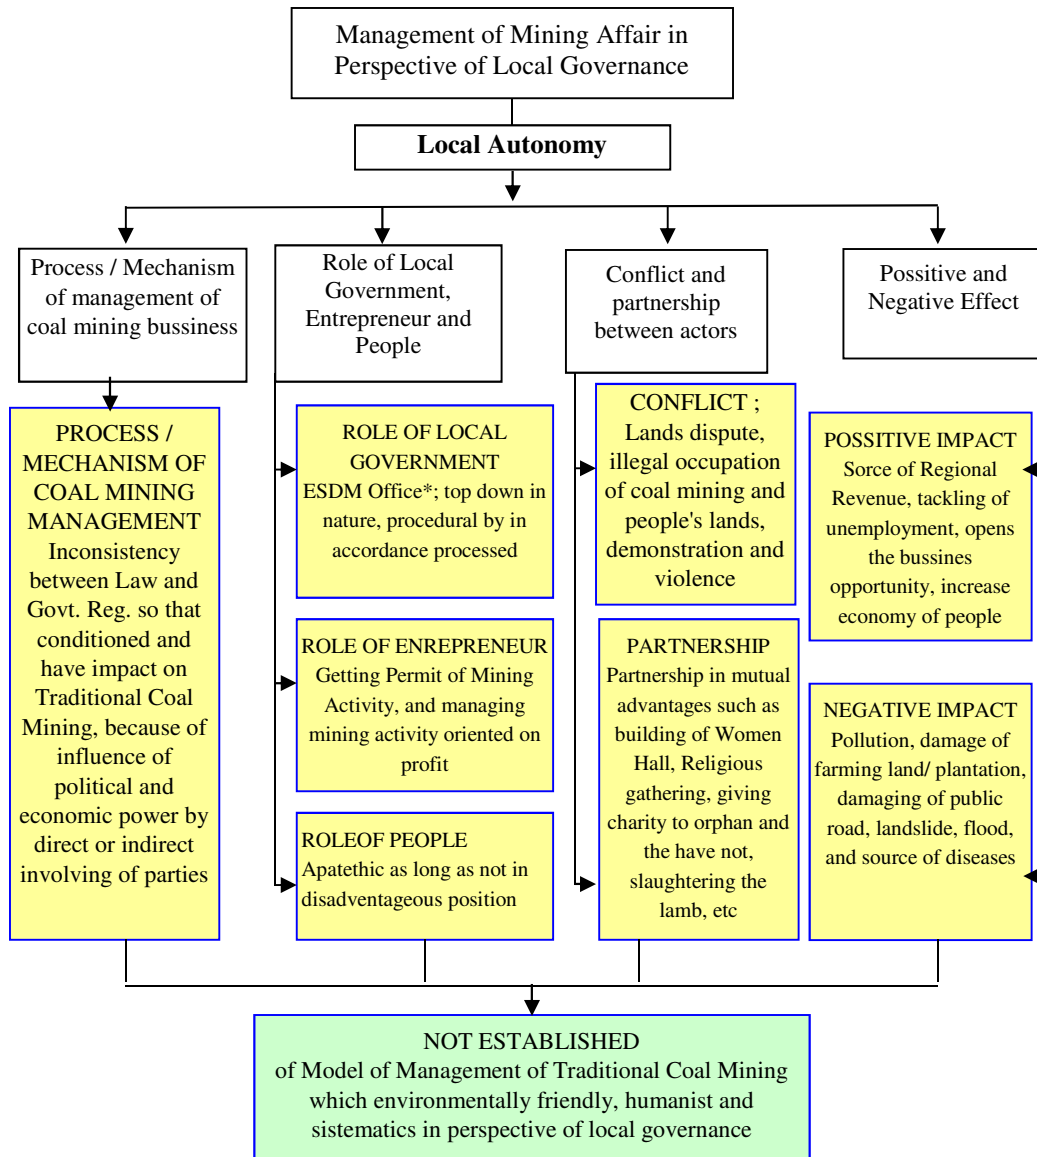 Management of Mining Affair in
Perspective of Local Governance
Local Autonomy
Process / Mechanism
of management of
coal mining bussiness
Role of Local
Government,
Entrepreneur and
People
Conflict and
partnership
between actors
Possitive and
Negative Effect
PROCESS /
MECHANISM OF
COAL MINING
MANAGEMENT
Inconsistency
between Law and
Govt. Reg. so that
conditioned and
have impact on
Traditional Coal
Mining, because of
influence of
political and
economic power by
direct or indirect
involving of parties
ROLE OF LOCAL
GOVERNMENT
ESDM Office*; top down in
nature, procedural by in
accordance processed
ROLE OF ENREPRENEUR
Getting Permit of Mining
Activity, and managing
mining activity oriented on
profit
ROLEOF PEOPLE
Apatethic as long as not in
disadventageous position
CONFLICT ;
Lands dispute,
illegal occupation
of coal mining and
people's lands,
demonstration and
violence
PARTNERSHIP
Partnership in mutual
advantages such as
building of Women
Hall, Religious
gathering, giving
charity to orphan and
the have not,
slaughtering the
lamb, etc
POSSITIVE IMPACT
Sorce of Regional
Revenue, tackling of
unemployment, opens
the bussines
opportunity, increase
economy of people
NEGATIVE IMPACT
Pollution, damage of
farming land/ plantation,
damaging of public
road, landslide, flood,
and source of diseases
NOT ESTABLISHED
of Model of Management of Traditional Coal Mining
which environmentally friendly, humanist and
sistematics in perspective of local governance